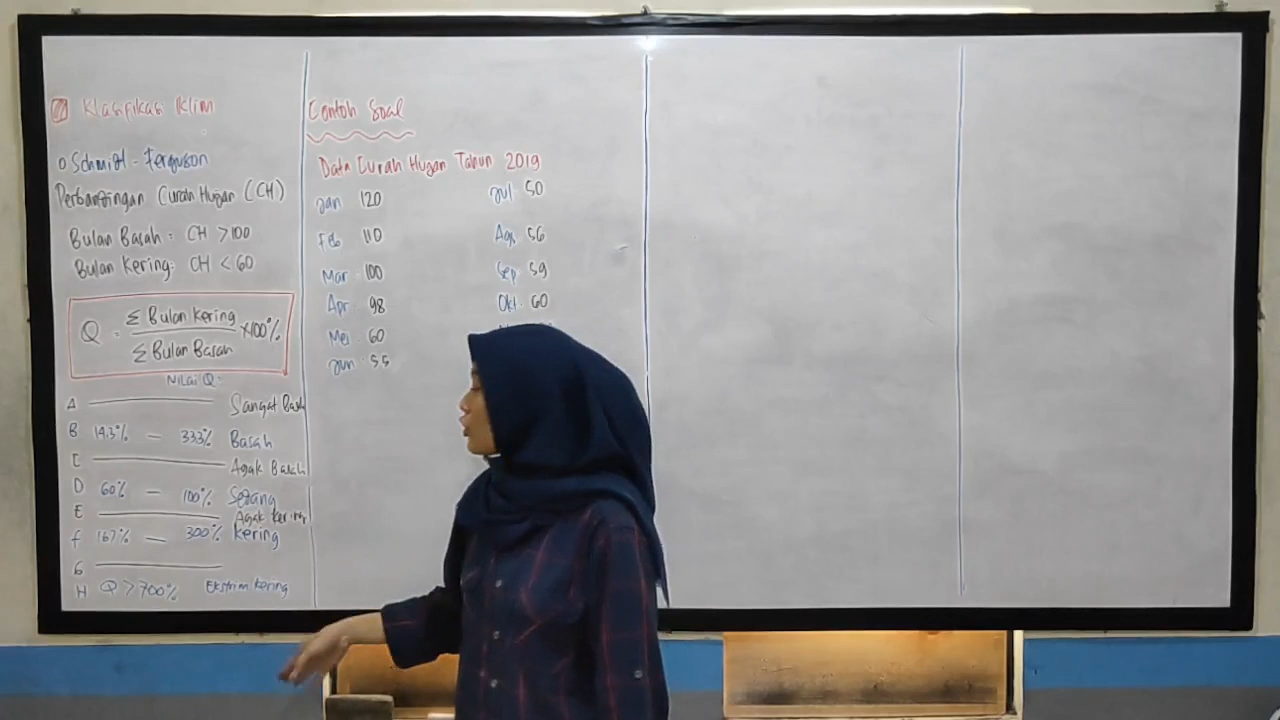 Klasifikasi Iklim
o Schmidt - Ferguson
Perbandingan Curah Hujan (CH)
Bulan Basah = CH > 100
Bulan Kering = CH < 60
Q = Σ Bulan Kering / Σ Bulan Basah × 100%
Nilai Q:
A ——— Sangat Basah
B 14.3% — 33.3% Basah
C ——— Agak Basah
D 60% — 100% Sedang
E ——— Agak Kering
F 167% — 300% Kering
G ———
H Q > 700% Ekstrim Kering
Contoh Soal
Data Curah Hujan Tahun 2019
Jan 120
Feb 110
Mar 100
Apr 98
Mei 60
Jun 55
Jul 50
Ags 56
Sep 59
Okt 60